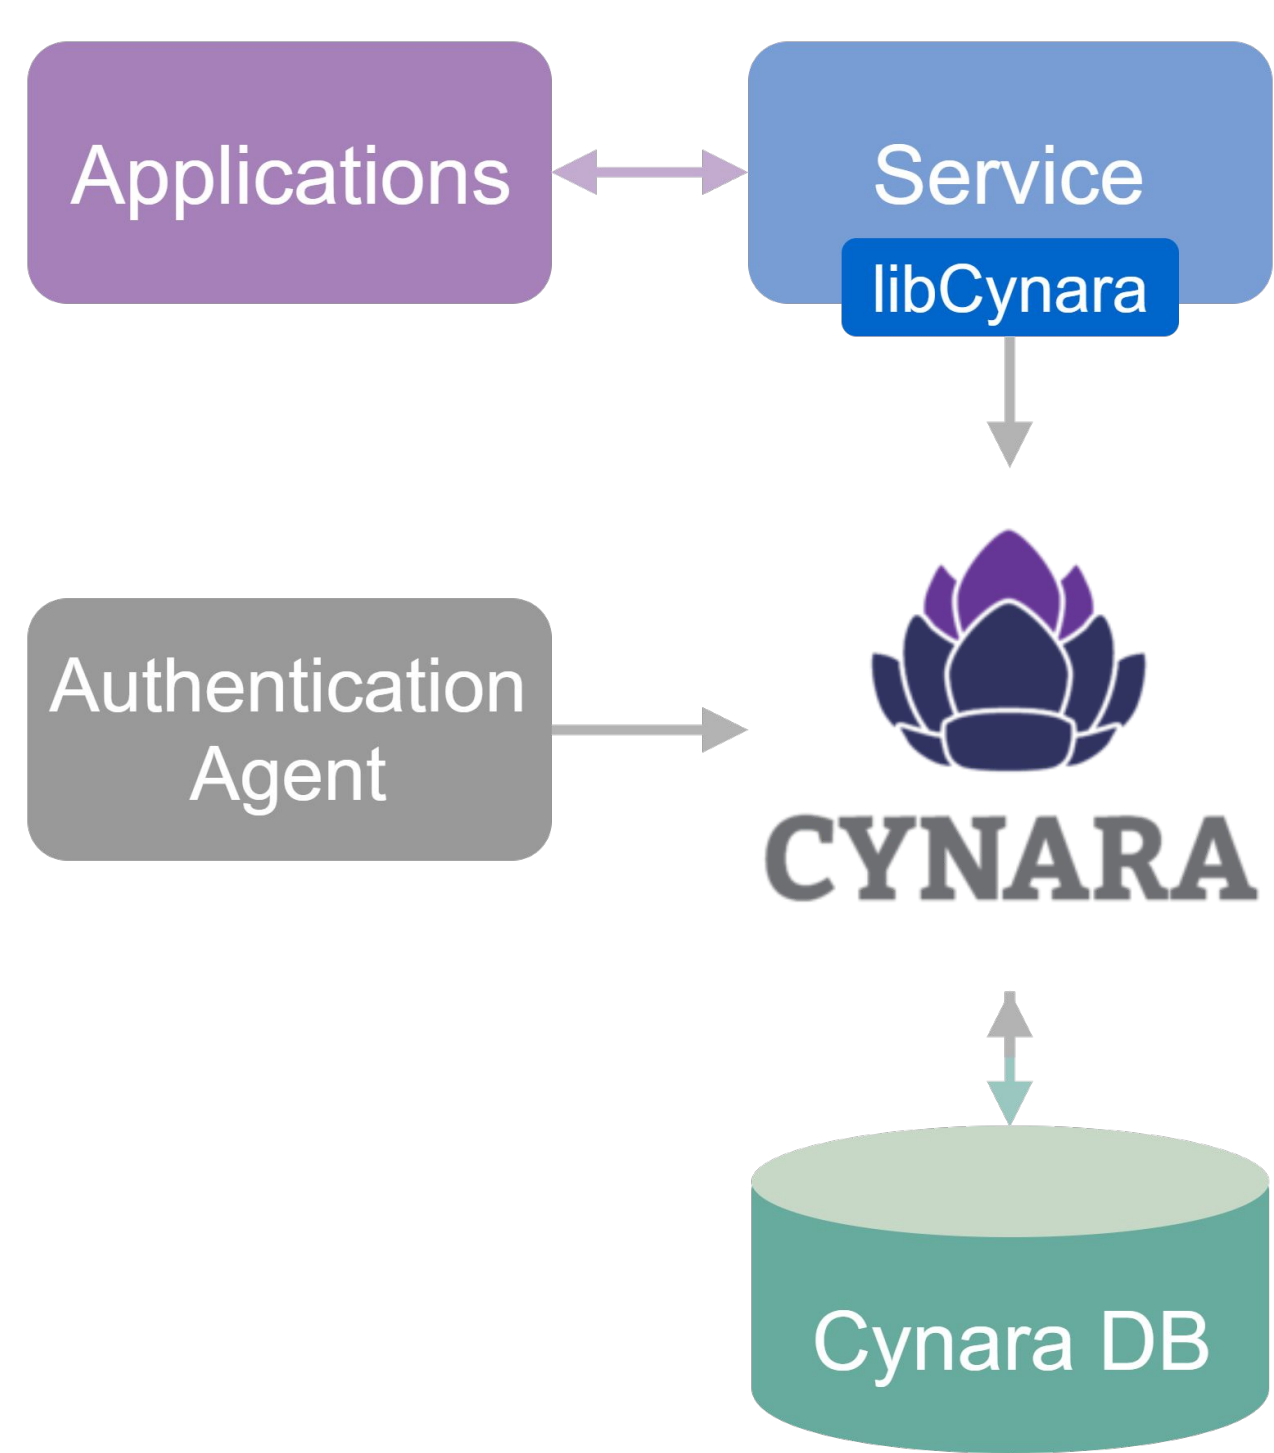 Applications
Service
libCynara
Authentication
Agent
CYNARA
Cynara DB